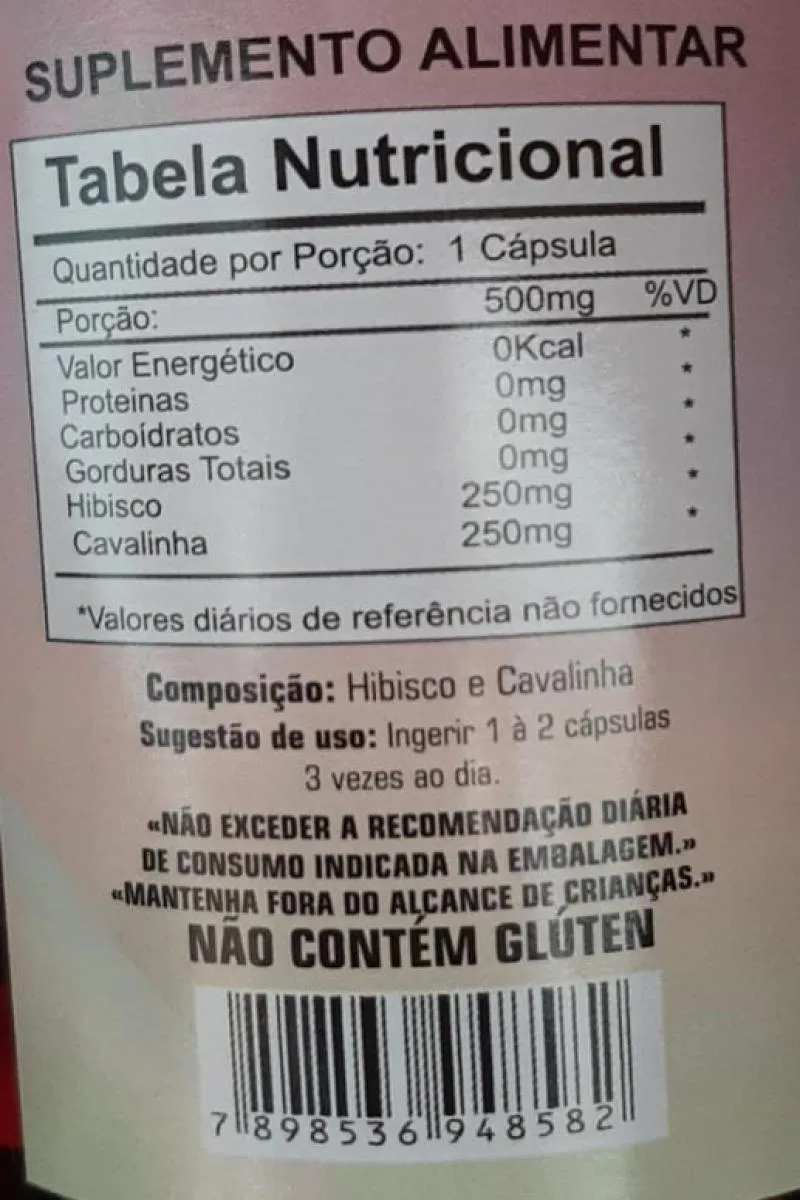 SUPLEMENTO ALIMENTAR
Tabela Nutricional
Quantidade por Porção: 1 Cápsula
Porção: 500mg %VD
Valor Energético 0Kcal *
Proteinas 0mg *
Carboídratos 0mg *
Gorduras Totais 0mg *
Hibisco 250mg *
Cavalinha 250mg *
*Valores diários de referência não fornecidos
Composição: Hibisco e Cavalinha
Sugestão de uso: Ingerir 1 à 2 cápsulas
3 vezes ao dia.
«NÃO EXCEDER A RECOMENDAÇÃO DIÁRIA
DE CONSUMO INDICADA NA EMBALAGEM.»
«MANTENHA FORA DO ALCANCE DE CRIANÇAS.»
NÃO CONTÉM GLÚTEN
7 898536 948582